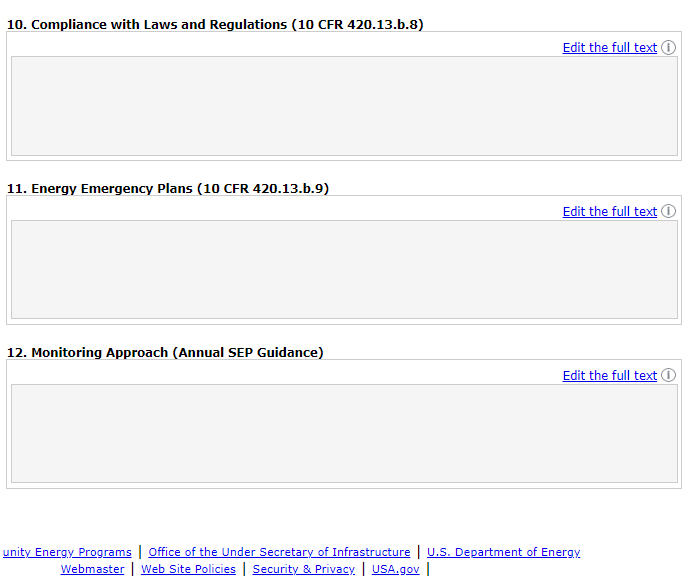 10. Compliance with Laws and Regulations (10 CFR 420.13.b.8)
Edit the full text
11. Energy Emergency Plans (10 CFR 420.13.b.9)
Edit the full text
12. Monitoring Approach (Annual SEP Guidance)
Edit the full text
unity Energy Programs | Office of the Under Secretary of Infrastructure | U.S. Department of Energy
Webmaster | Web Site Policies | Security & Privacy | USA.gov |